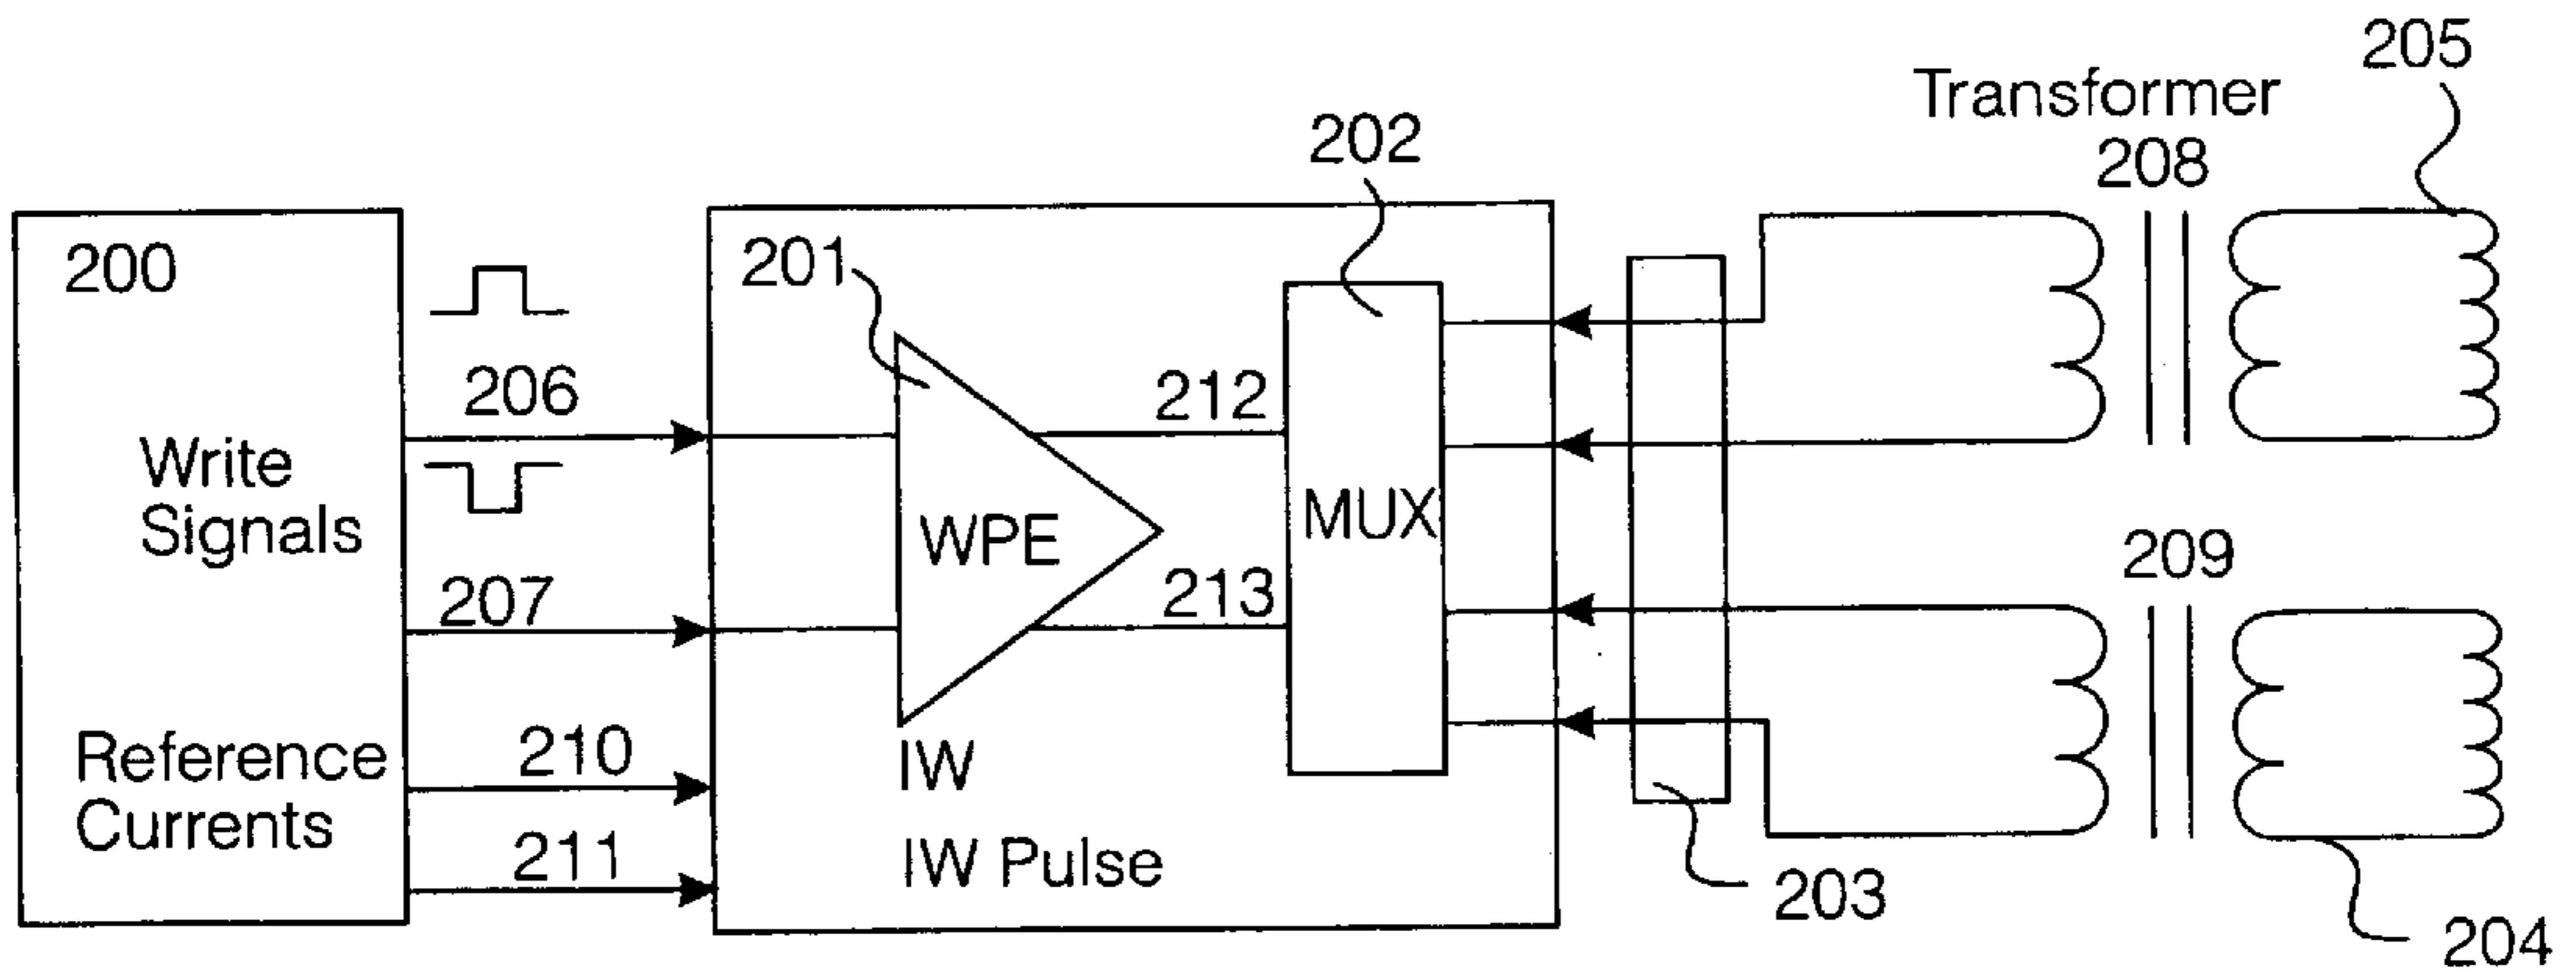 205
Transformer
208
202
200
201
206
212
Write
Signals
WPE
MUX
207
213
209
Reference
Currents
210
IW
211
IW Pulse
203
204